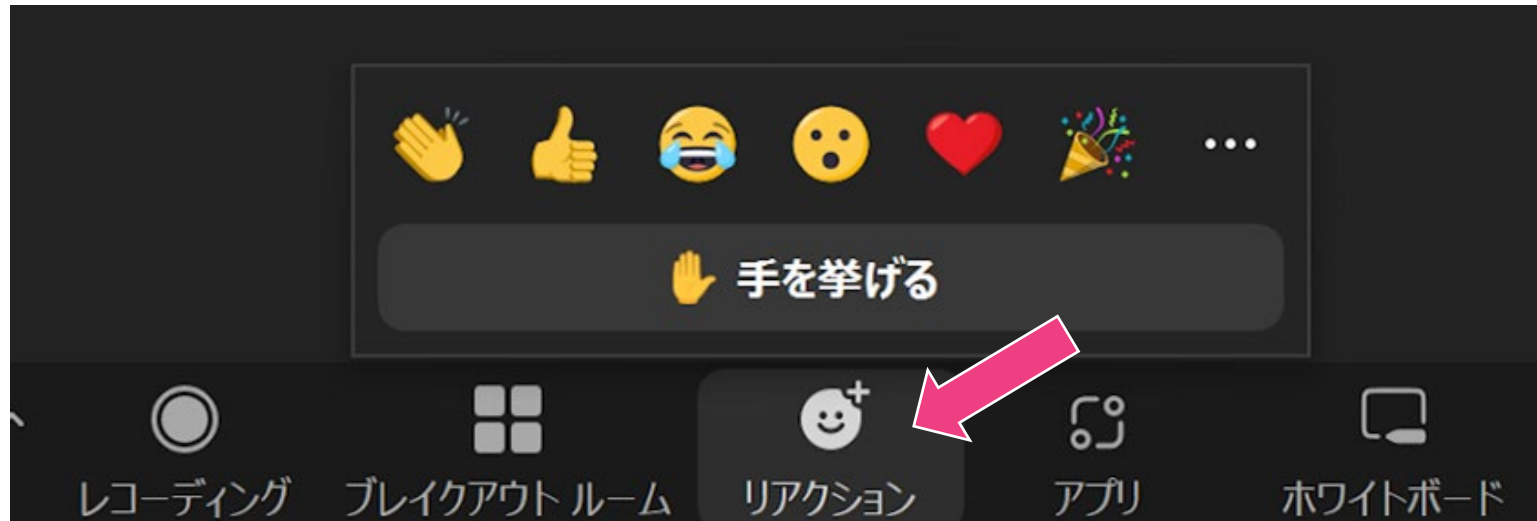 手を挙げる
レコーディング
ブレイクアウト ルーム
リアクション
アプリ
ホワイトボード